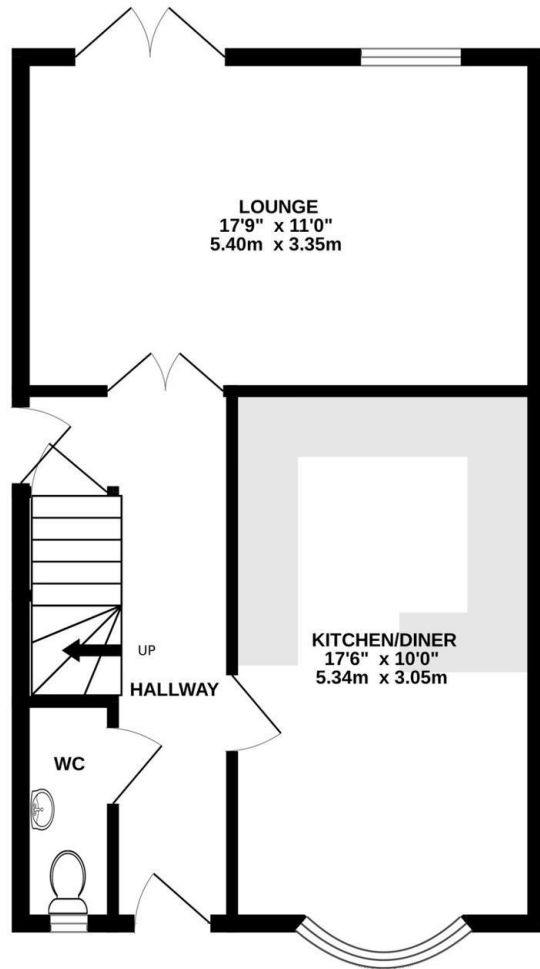 LOUNGE
17'9" x 11'0"
5.40m x 3.35m
UP
KITCHEN/DINER
17'6" x 10'0"
5.34m x 3.05m
HALLWAY
WC